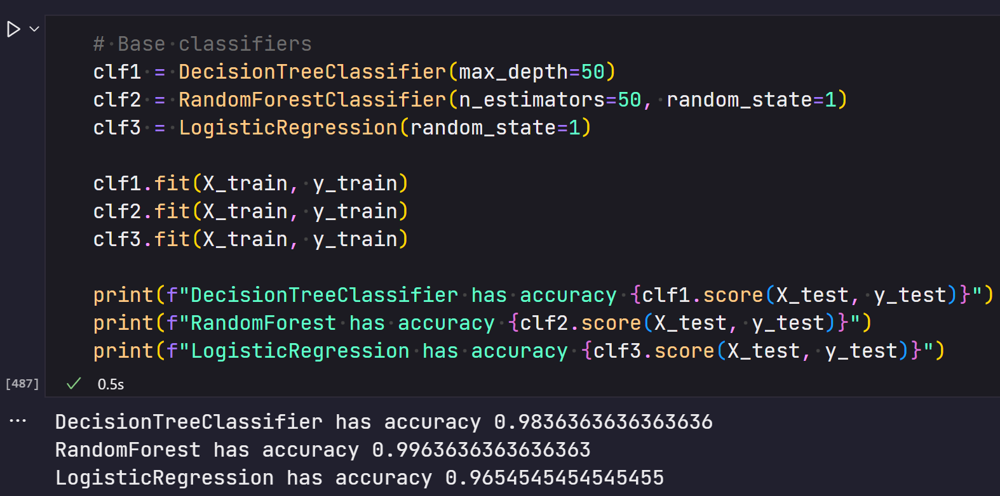 # Base classifiers
clf1 = DecisionTreeClassifier(max_depth=50)
clf2 = RandomForestClassifier(n_estimators=50, random_state=1)
clf3 = LogisticRegression(random_state=1)
clf1.fit(X_train, y_train)
clf2.fit(X_train, y_train)
clf3.fit(X_train, y_train)
print(f"DecisionTreeClassifier has accuracy {clf1.score(X_test, y_test)}")
print(f"RandomForest has accuracy {clf2.score(X_test, y_test)}")
print(f"LogisticRegression has accuracy {clf3.score(X_test, y_test)}")
[487] ✓ 0.5s
... DecisionTreeClassifier has accuracy 0.9836363636363636
RandomForest has accuracy 0.9963636363636363
LogisticRegression has accuracy 0.9654545454545455